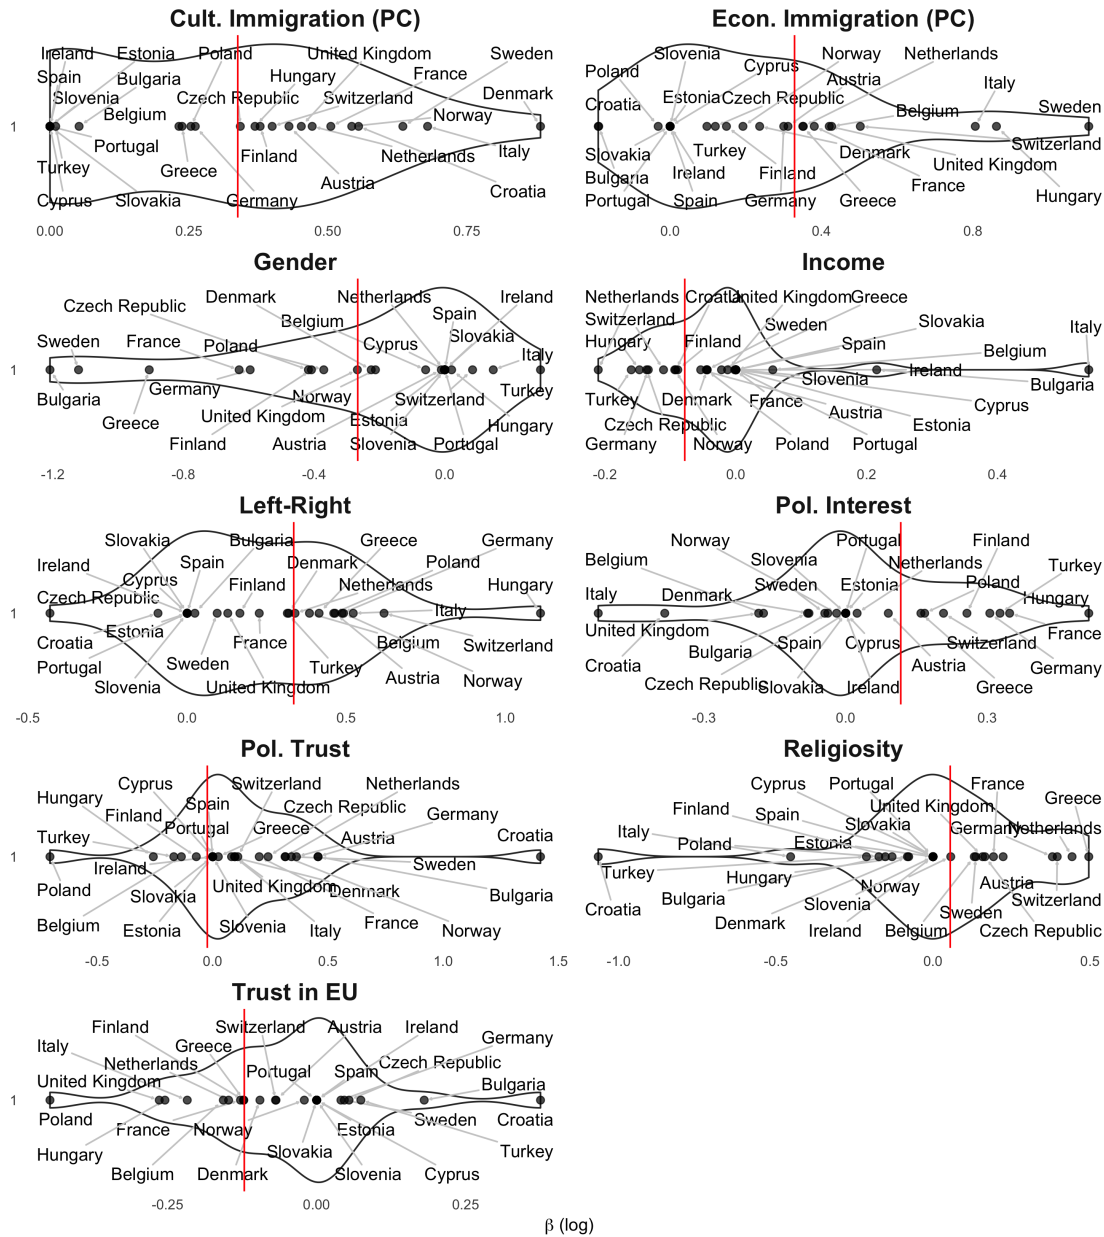 Cult. Immigration (PC)
Ireland Estonia Poland United Kingdom Sweden
Spain Bulgaria Hungary France
Slovenia Czech Republic Switzerland Denmark
Belgium Norway
1
Portugal Finland Netherlands Italy
Turkey Greece Austria Croatia
Cyprus Slovakia Germany
0.00 0.25 0.50 0.75
Econ. Immigration (PC)
Slovenia Norway Netherlands
Poland Cyprus Austria Italy
Croatia Estonia Czech Republic Belgium Sweden
Slovakia Turkey Denmark Switzerland
Bulgaria Ireland Finland France United Kingdom
Portugal Spain Germany Greece Hungary
0.0 0.4 0.8
Gender
Czech Republic Denmark Netherlands Ireland
Belgium Spain
Sweden France Poland Cyprus Slovakia Italy
1
Bulgaria Germany Norway Switzerland Turkey
Greece United Kingdom Estonia Hungary
Finland Austria Slovenia Portugal
-1.2 -0.8 -0.4 0.0
Income
Netherlands Croatia United Kingdom Greece
Switzerland Sweden Slovakia Italy
Hungary Finland Spain Belgium
Slovenia Ireland Bulgaria
Turkey Denmark France Austria Cyprus
Czech Republic Estonia
Germany Norway Poland Portugal
-0.2 0.0 0.2 0.4
Left-Right
Slovakia Bulgaria Greece Germany
Ireland Spain Denmark Poland
Cyprus Finland Netherlands Hungary
Czech Republic Italy
1
Croatia Estonia France Belgium Switzerland
Portugal Sweden Turkey Austria
Slovenia United Kingdom Norway
-0.5 0.0 0.5 1.0
Pol. Interest
Norway Portugal Finland
Belgium Slovenia Netherlands Turkey
Italy Denmark Sweden Estonia Poland Hungary
United Kingdom Spain Cyprus Switzerland France
Croatia Bulgaria Austria Germany
Czech Republic Slovakia Ireland Greece
-0.3 0.0 0.3
Pol. Trust
Cyprus Switzerland Netherlands
Hungary Spain Czech Republic
Finland Germany
Turkey Portugal Greece Austria Croatia
1
Poland Ireland United Kingdom Denmark Sweden
Slovakia Bulgaria
Belgium Estonia Slovenia Italy France Norway
-0.5 0.0 0.5 1.0 1.5
Religiosity
Cyprus Portugal France
Finland Spain United Kingdom Greece
Italy Slovakia Germany Netherlands
Poland Estonia
Turkey Hungary Norway Austria
Croatia Bulgaria Slovenia Sweden Switzerland
Denmark Ireland Belgium Czech Republic
-1.0 -0.5 0.0 0.5
Trust in EU
Finland Switzerland Austria Ireland
Italy Greece Germany
Netherlands Portugal Spain Czech Republic
United Kingdom Bulgaria
1
Poland France Norway Estonia Sweden Croatia
Hungary Slovakia Turkey
Belgium Denmark Slovenia Cyprus
-0.25 0.00 0.25
β (log)